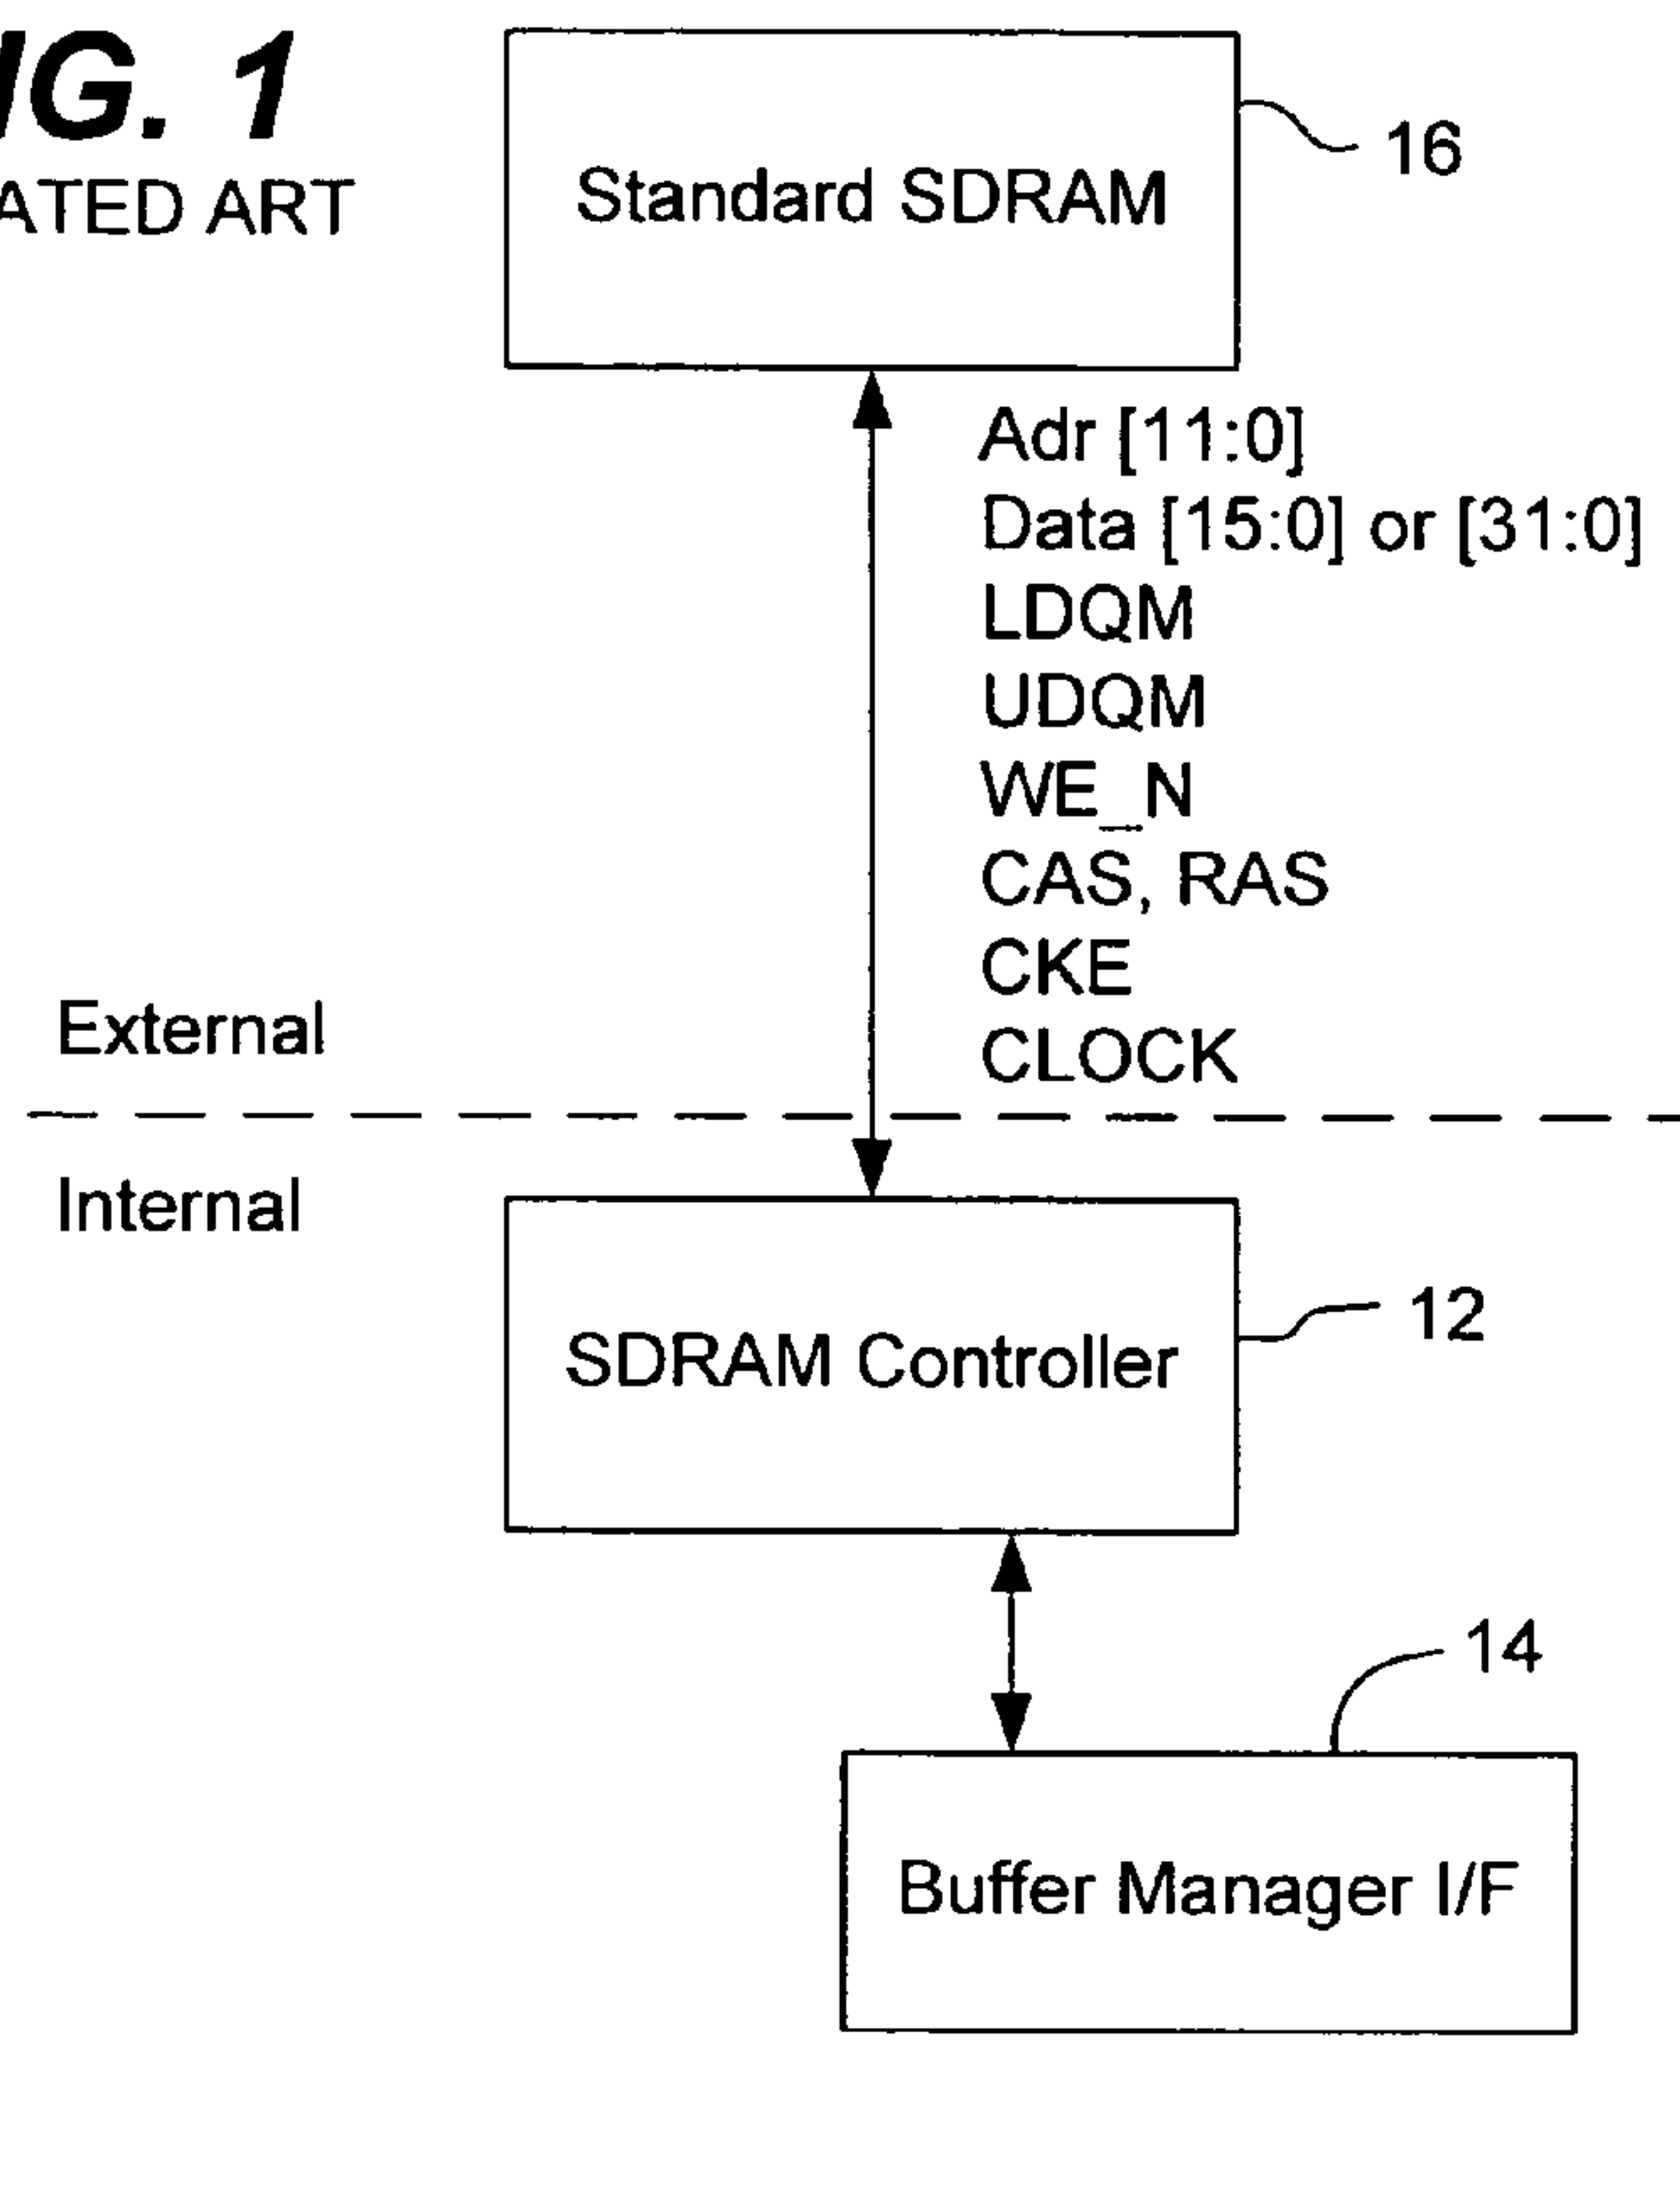 IG. 1
ATED ART
Standard SDRAM
16
Adr [11:0]
Data [15:0] or [31:0]
LDQM
UDQM
WE_N
CAS, RAS
CKE
CLOCK
External
Internal
SDRAM Controller
12
14
Buffer Manager I/F